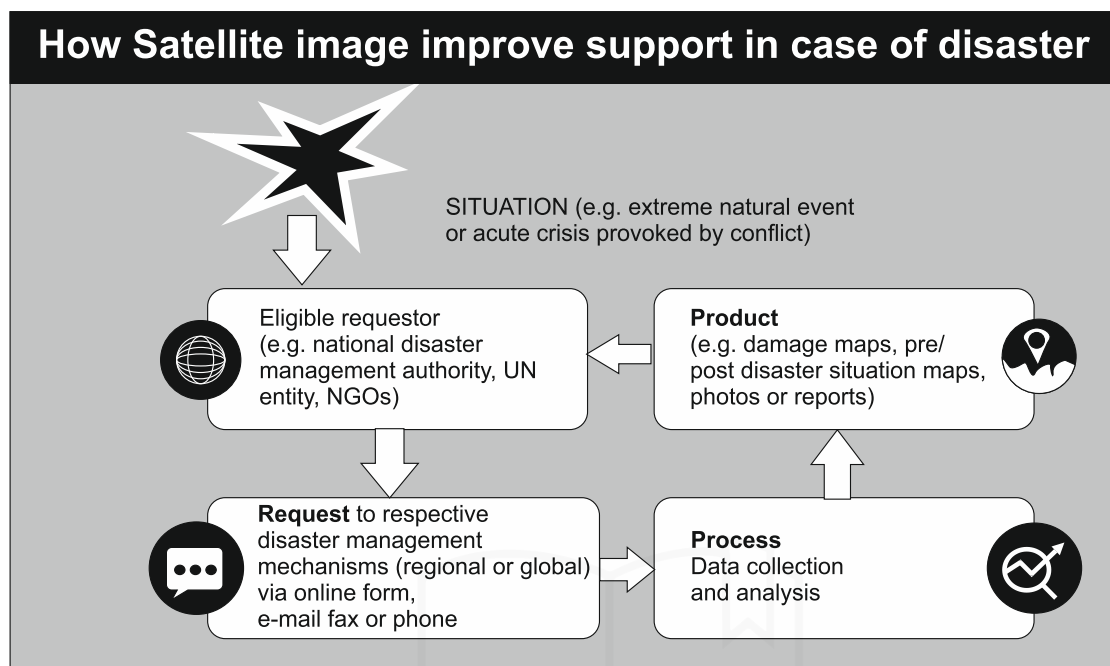 How Satellite image improve support in case of disaster
SITUATION (e.g. extreme natural event
or acute crisis provoked by conflict)
Eligible requestor
(e.g. national disaster
management authority, UN
entity, NGOs)
Product
(e.g. damage maps, pre/
post disaster situation maps,
photos or reports)
Request to respective
disaster management
mechanisms (regional or global)
via online form,
e-mail fax or phone
Process
Data collection
and analysis